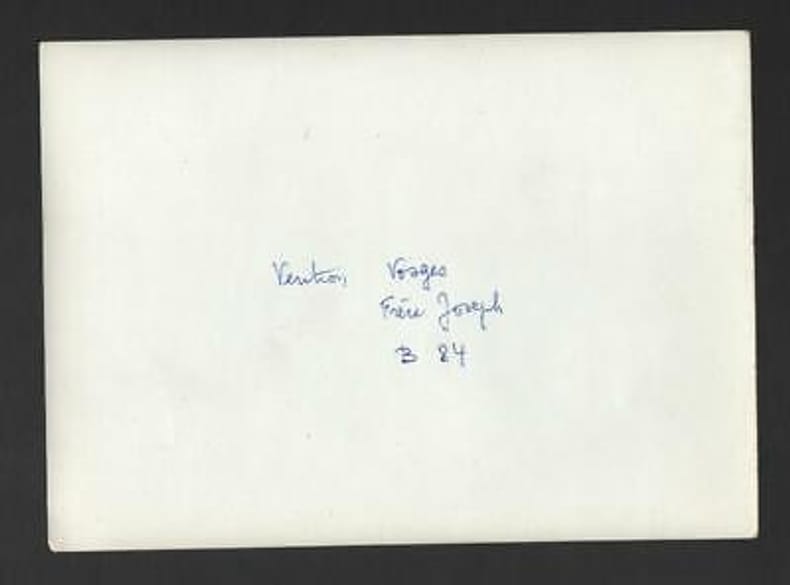 Ventron, Vosges
Frère Joseph
B 84